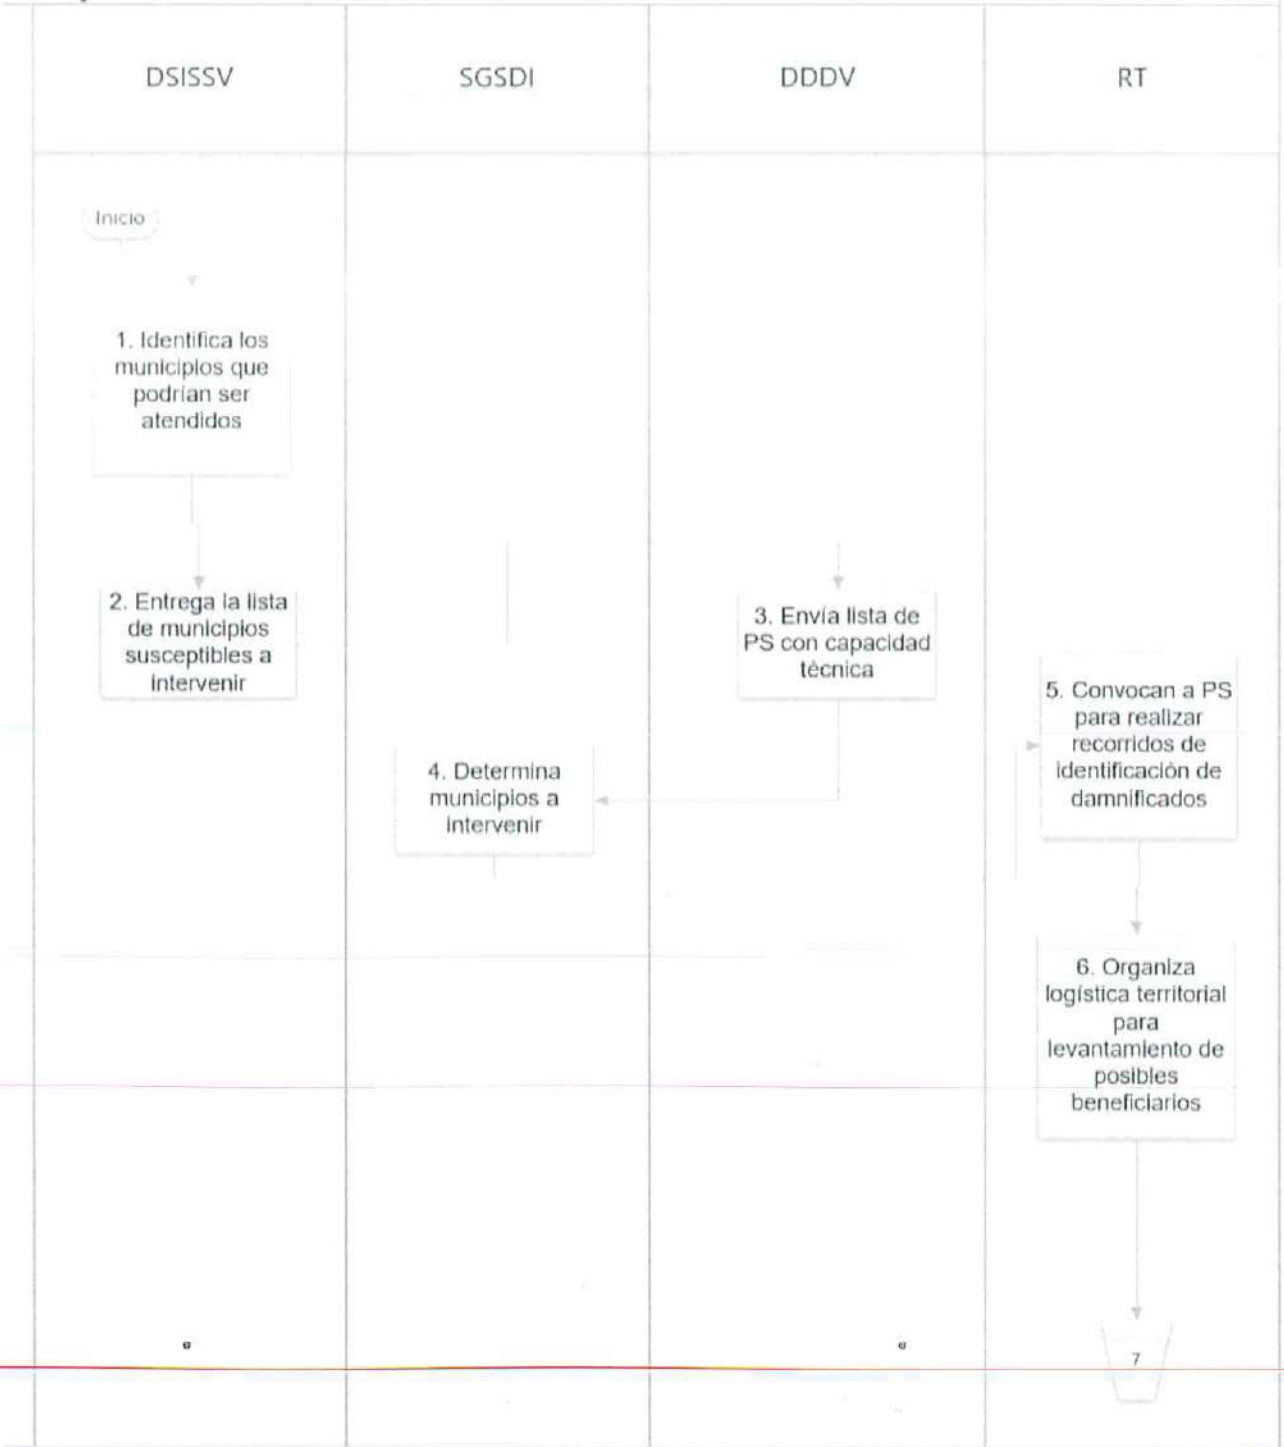 DSISSV
SGSDI
DDDV
RT
Inicio
1. Identifica los
municipios que
podrían ser
atendidos
2. Entrega la lista
de municipios
susceptibles a
intervenir
3. Envía lista de
PS con capacidad
técnica
4. Determina
municipios a
intervenir
5. Convocan a PS
para realizar
recorridos de
identificación de
damnificados
6. Organiza
logística territorial
para
levantamiento de
posibles
beneficiarios
7